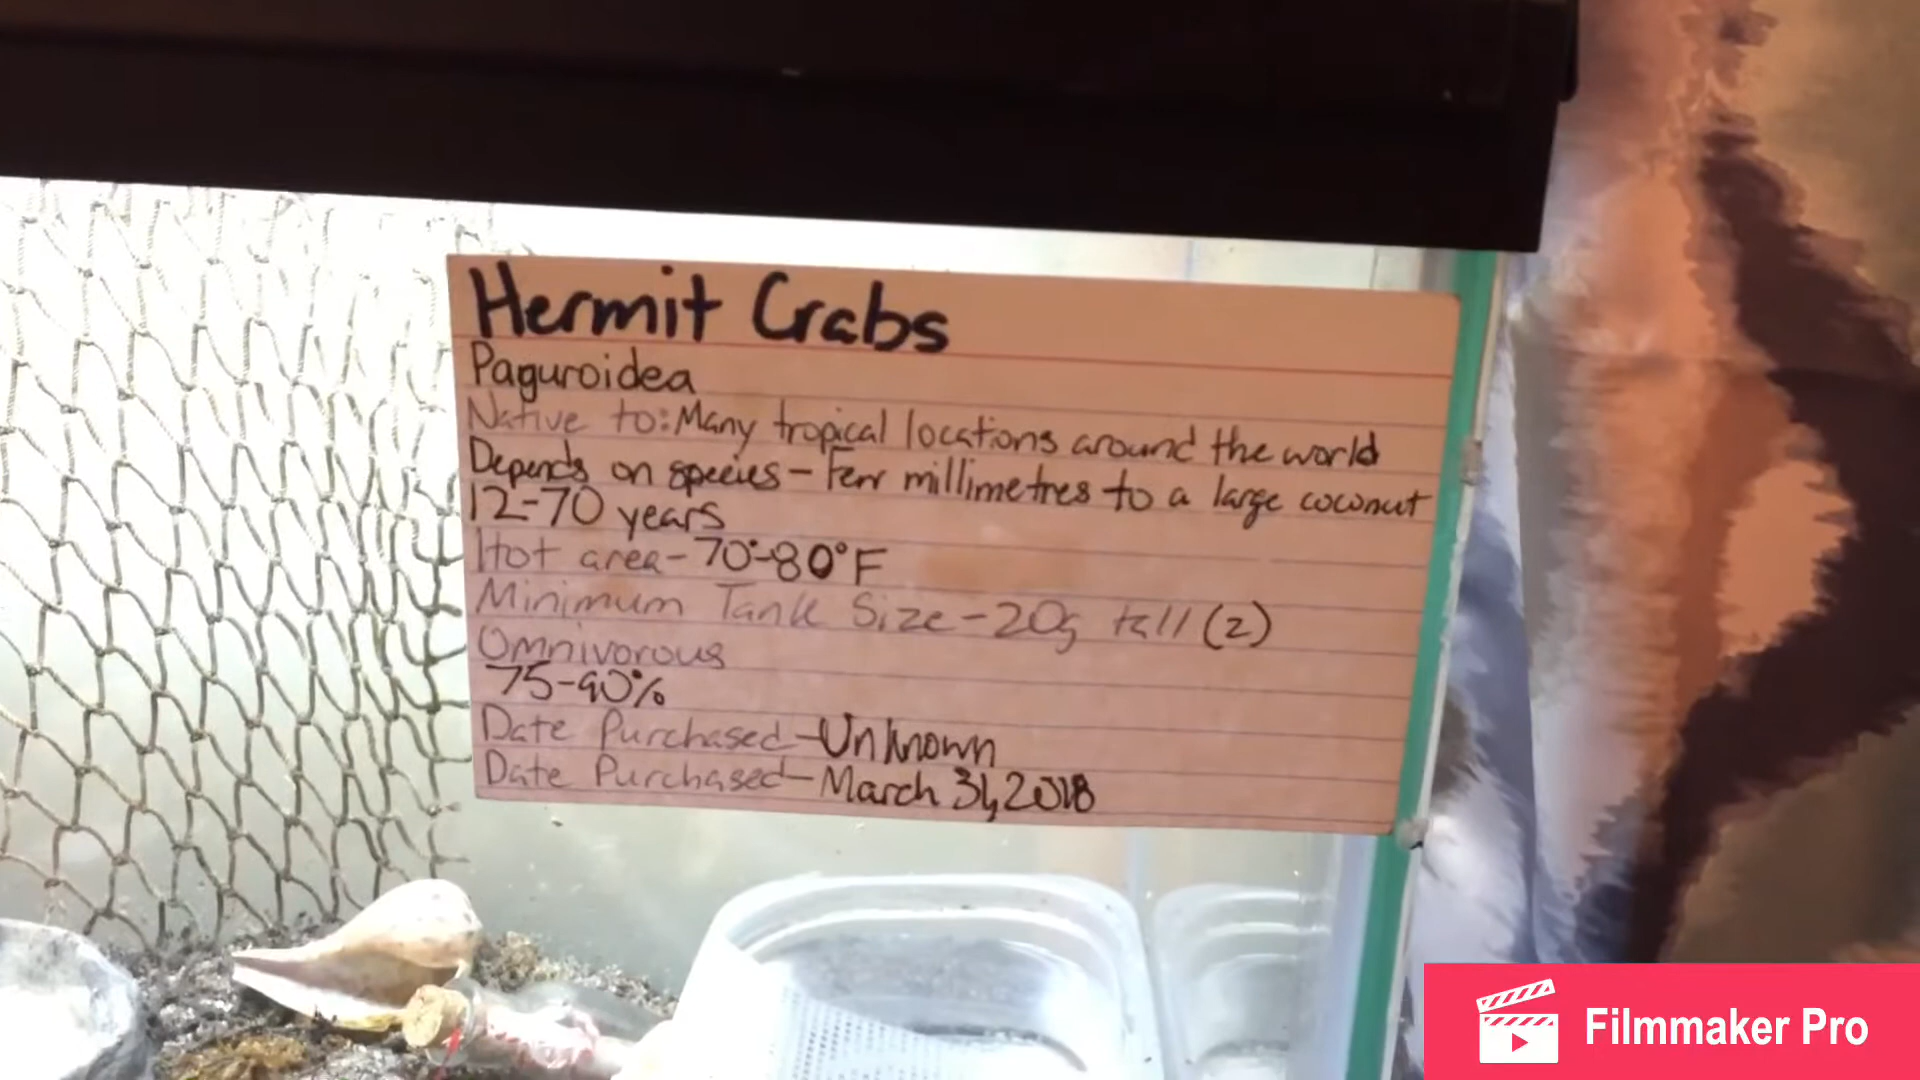 Hermit Crabs
Paguroidea
Native to: Many tropical locations around the world
Depends on species - Few millimetres to a large coconut
12-70 years
Hot area - 70°-80°F
Minimum Tank Size - 20g tall (2)
Omnivorous
75-90%
Date Purchased - Unknown
Date Purchased - March 31, 2018
Filmmaker Pro